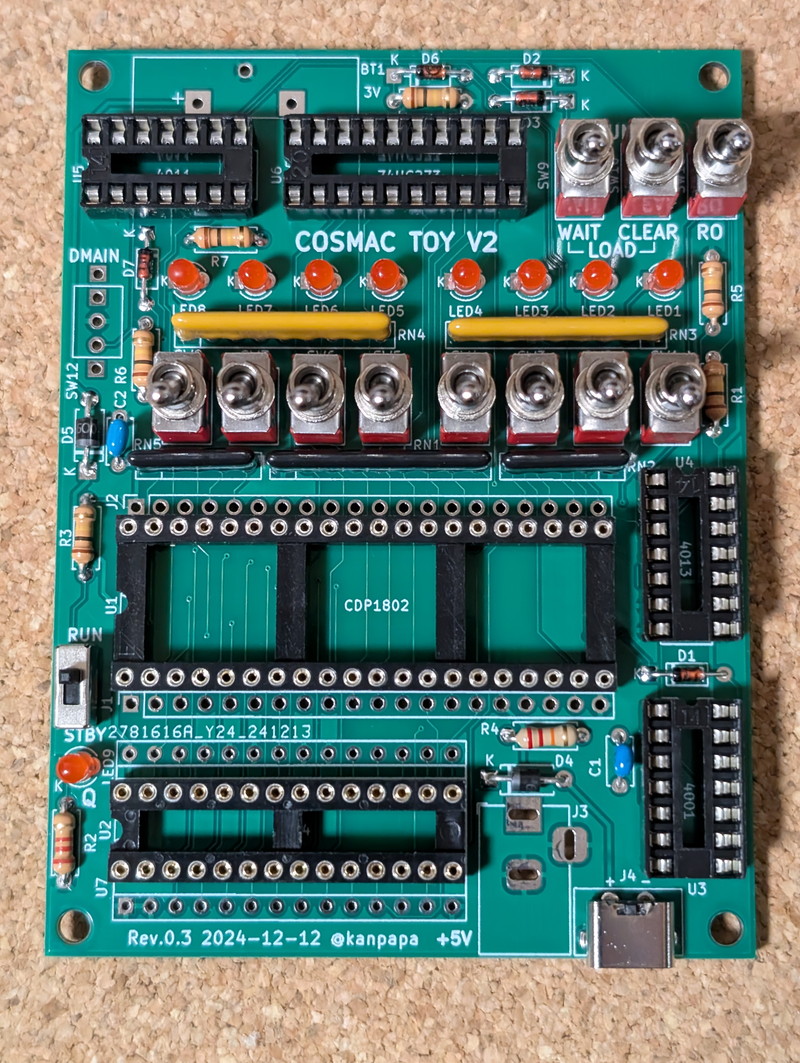 K D6 D2
BT1 K
3V K
D3
+
U5 4011 U6 74HC273 SW9
WAIT CLEAR RO
LOAD
K
R7
COSMAC TOY V2
DMAIN
D7
K K K K K K K K
LED8 LED7 LED6 LED5 LED4 LED3 LED2 LED1
R5
RN4 RN3
R6
R1
SW12
C2
D5
K
RN5 RN1 RN2
U4
14
J2
R3
4013
U1
CDP1802
RUN
D1
J1
STBY 2781616A_Y24_241213
R4
LED9
K
Q
K D4
C1
14
U2
J3
4001
R2
U7
J4
+ -
U3
Rev.0.3 2024-12-12 @kanpapa +5V